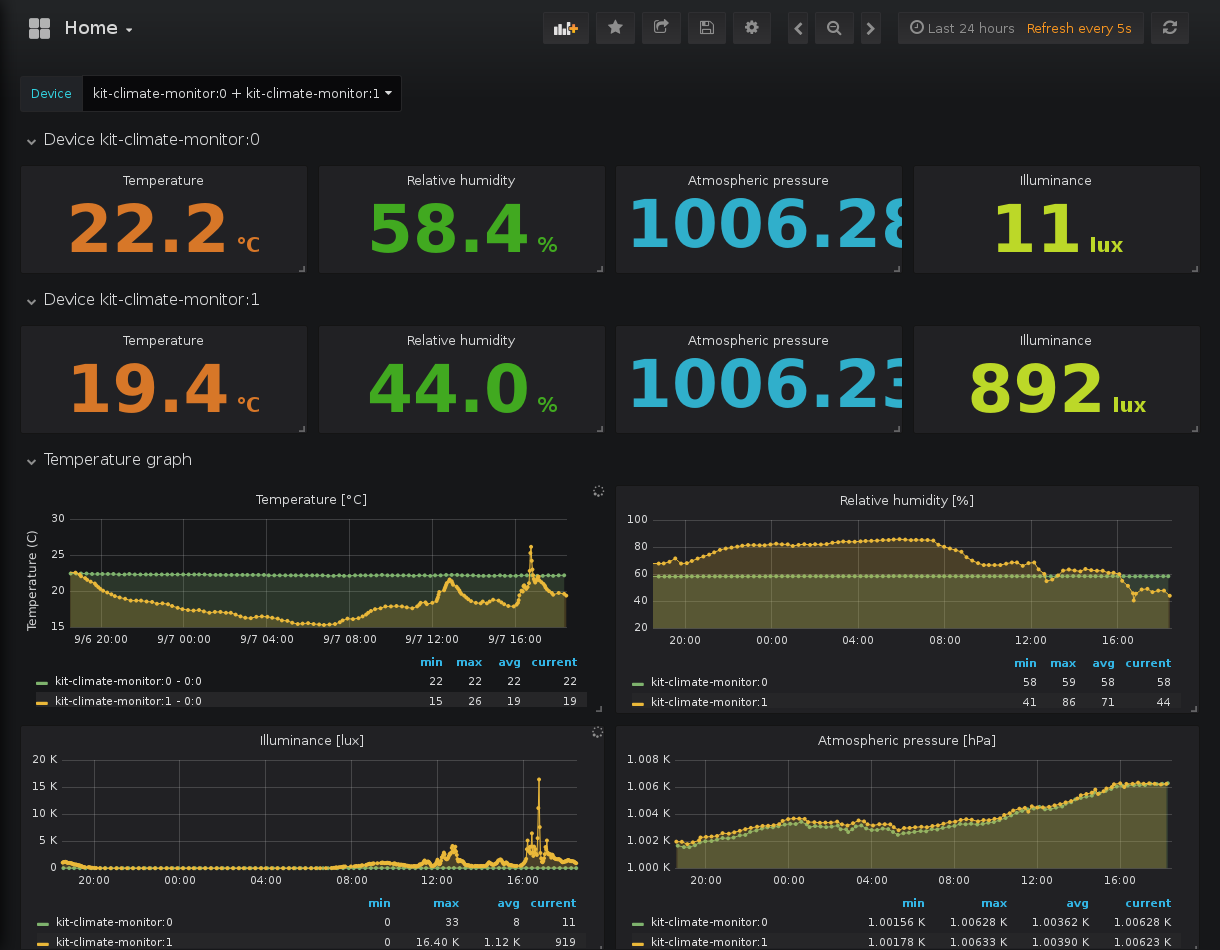 Home
Last 24 hours Refresh every 5s
Device kit-climate-monitor:0 + kit-climate-monitor:1
Device kit-climate-monitor:0
Temperature Relative humidity Atmospheric pressure Illuminance
22.2 °C 58.4 % 1006.28 11 lux
Device kit-climate-monitor:1
Temperature Relative humidity Atmospheric pressure Illuminance
19.4 °C 44.0 % 1006.23 892 lux
Temperature graph
Temperature [°C]
Temperature (C)
30
25
20
15
9/6 20:00 9/7 00:00 9/7 04:00 9/7 08:00 9/7 12:00 9/7 16:00
min max avg current
kit-climate-monitor:0 - 0:0 22 22 22 22
kit-climate-monitor:1 - 0:0 15 26 19 19
Relative humidity [%]
100
80
60
40
20
20:00 00:00 04:00 08:00 12:00 16:00
min max avg current
kit-climate-monitor:0 58 59 58 58
kit-climate-monitor:1 41 86 71 44
Illuminance [lux]
20 K
15 K
10 K
5 K
0
20:00 00:00 04:00 08:00 12:00 16:00
min max avg current
kit-climate-monitor:0 0 33 8 11
kit-climate-monitor:1 0 16.40 K 1.12 K 919
Atmospheric pressure [hPa]
1.008 K
1.006 K
1.004 K
1.002 K
1.000 K
20:00 00:00 04:00 08:00 12:00 16:00
min max avg current
kit-climate-monitor:0 1.00156 K 1.00628 K 1.00362 K 1.00628 K
kit-climate-monitor:1 1.00178 K 1.00633 K 1.00390 K 1.00623 K